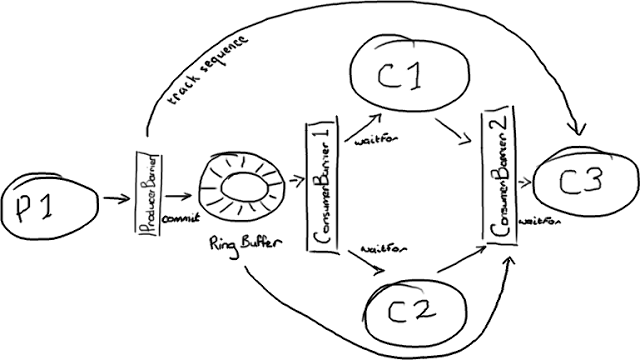 track sequence
C1
P1
ProducerBarrier
commit
Ring Buffer
ConsumerBarrier 1
waitFor
waitFor
C2
ConsumerBarrier 2
waitFor
C3